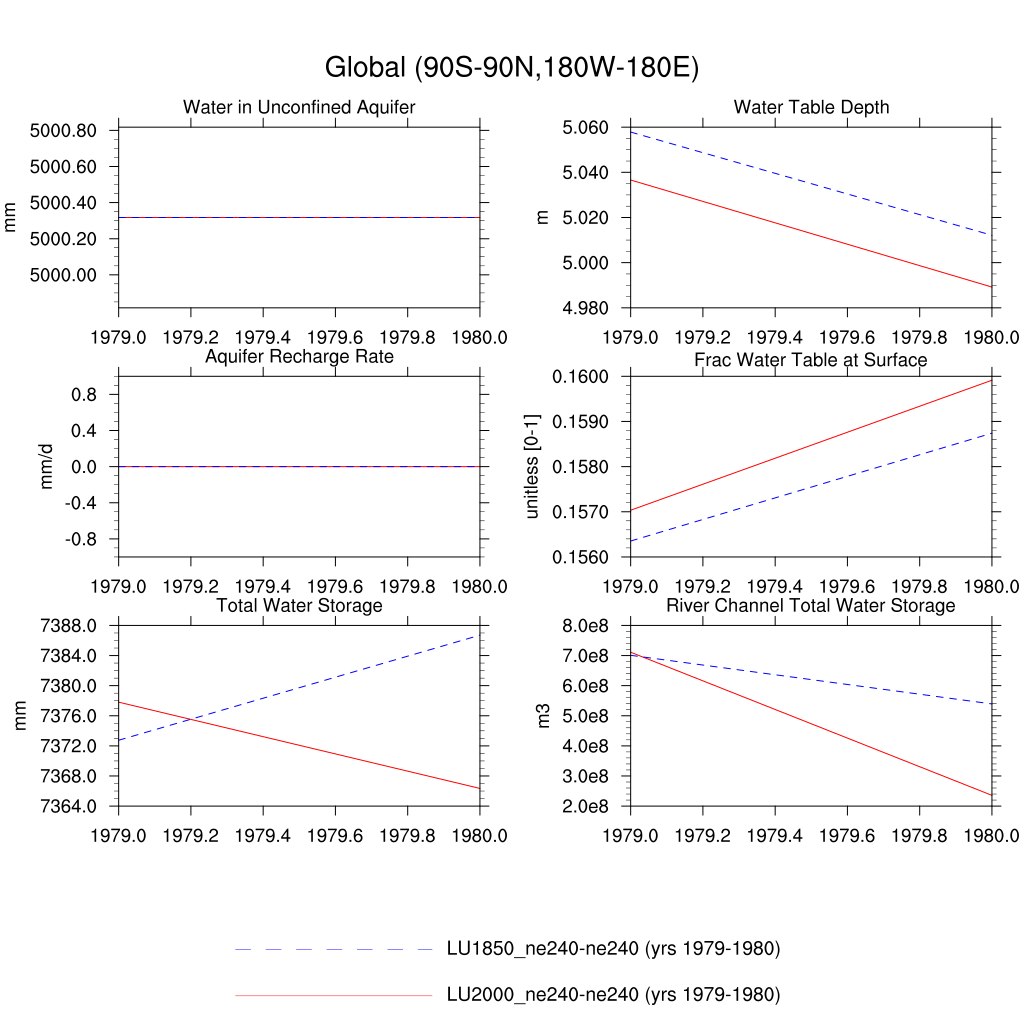 Global (90S-90N,180W-180E)
Water in Unconfined Aquifer
mm
5000.80
5000.60
5000.40
5000.20
5000.00
1979.0 1979.2 1979.4 1979.6 1979.8 1980.0
Water Table Depth
m
5.060
5.040
5.020
5.000
4.980
1979.0 1979.2 1979.4 1979.6 1979.8 1980.0
Aquifer Recharge Rate
mm/d
0.8
0.4
0.0
-0.4
-0.8
1979.0 1979.2 1979.4 1979.6 1979.8 1980.0
Frac Water Table at Surface
unitless [0-1]
0.1600
0.1590
0.1580
0.1570
0.1560
1979.0 1979.2 1979.4 1979.6 1979.8 1980.0
Total Water Storage
mm
7388.0
7384.0
7380.0
7376.0
7372.0
7368.0
7364.0
1979.0 1979.2 1979.4 1979.6 1979.8 1980.0
River Channel Total Water Storage
m3
8.0e8
7.0e8
6.0e8
5.0e8
4.0e8
3.0e8
2.0e8
1979.0 1979.2 1979.4 1979.6 1979.8 1980.0
LU1850_ne240-ne240 (yrs 1979-1980)
LU2000_ne240-ne240 (yrs 1979-1980)